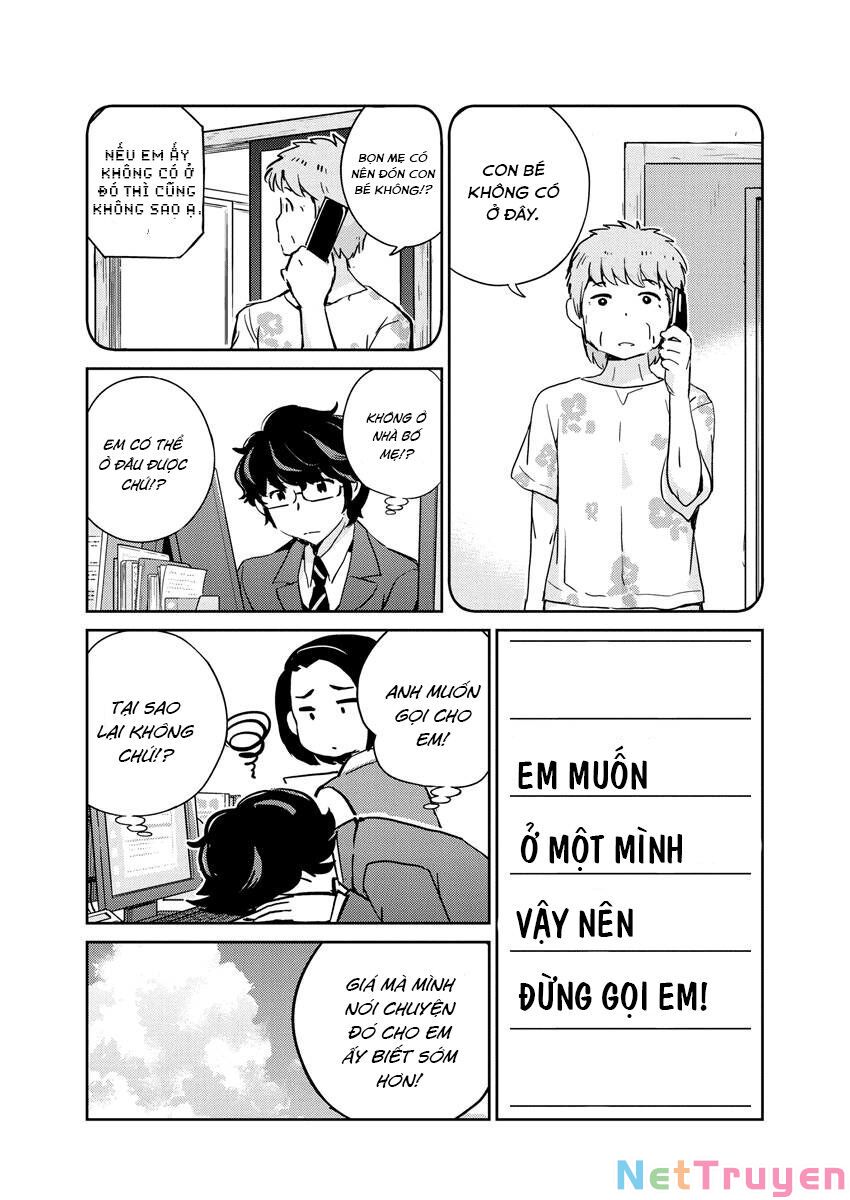 CON BÉ
KHÔNG CÓ
Ở ĐÂY.
BỌN MẸ CÓ
NÊN ĐÓN CON
BÉ KHÔNG!?
NẾU EM ẤY
KHÔNG CÓ Ở
ĐÓ THÌ CŨNG
KHÔNG SAO Ạ.
KHÔNG Ở
NHÀ BỐ
MẸ!?
EM CÓ THỂ
Ở ĐÂU ĐƯỢC
CHỨ!?
EM MUỐN
Ở MỘT MÌNH
VẬY NÊN
ĐỪNG GỌI EM!
ANH MUỐN
GỌI CHO
EM!
TẠI SAO
LẠI KHÔNG
CHỨ!?
GIÁ MÀ MÌNH
NÓI CHUYỆN
ĐÓ CHO EM
ẤY BIẾT SỚM
HƠN!
NetTruyen